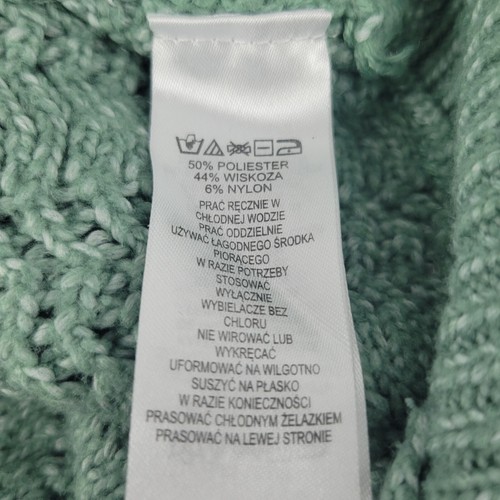 50% POLIESTER
44% WISKOZA
6% NYLON
PRAĆ RĘCZNIE W
CHŁODNEJ WODZIE
PRAĆ ODDZIELNIE
UŻYWAĆ ŁAGODNEGO ŚRODKA
PIORĄCEGO
W RAZIE POTRZEBY
STOSOWAĆ
WYŁĄCZNIE
WYBIELACZE BEZ
CHLORU
NIE WIROWAĆ LUB
WYKRĘCAĆ
UFORMOWAĆ NA WILGOTNO
SUSZYĆ NA PŁASKO
W RAZIE KONIECZNOŚCI
PRASOWAĆ CHŁODNYM ŻELAZKIEM
PRASOWAĆ NA LEWEJ STRONIE